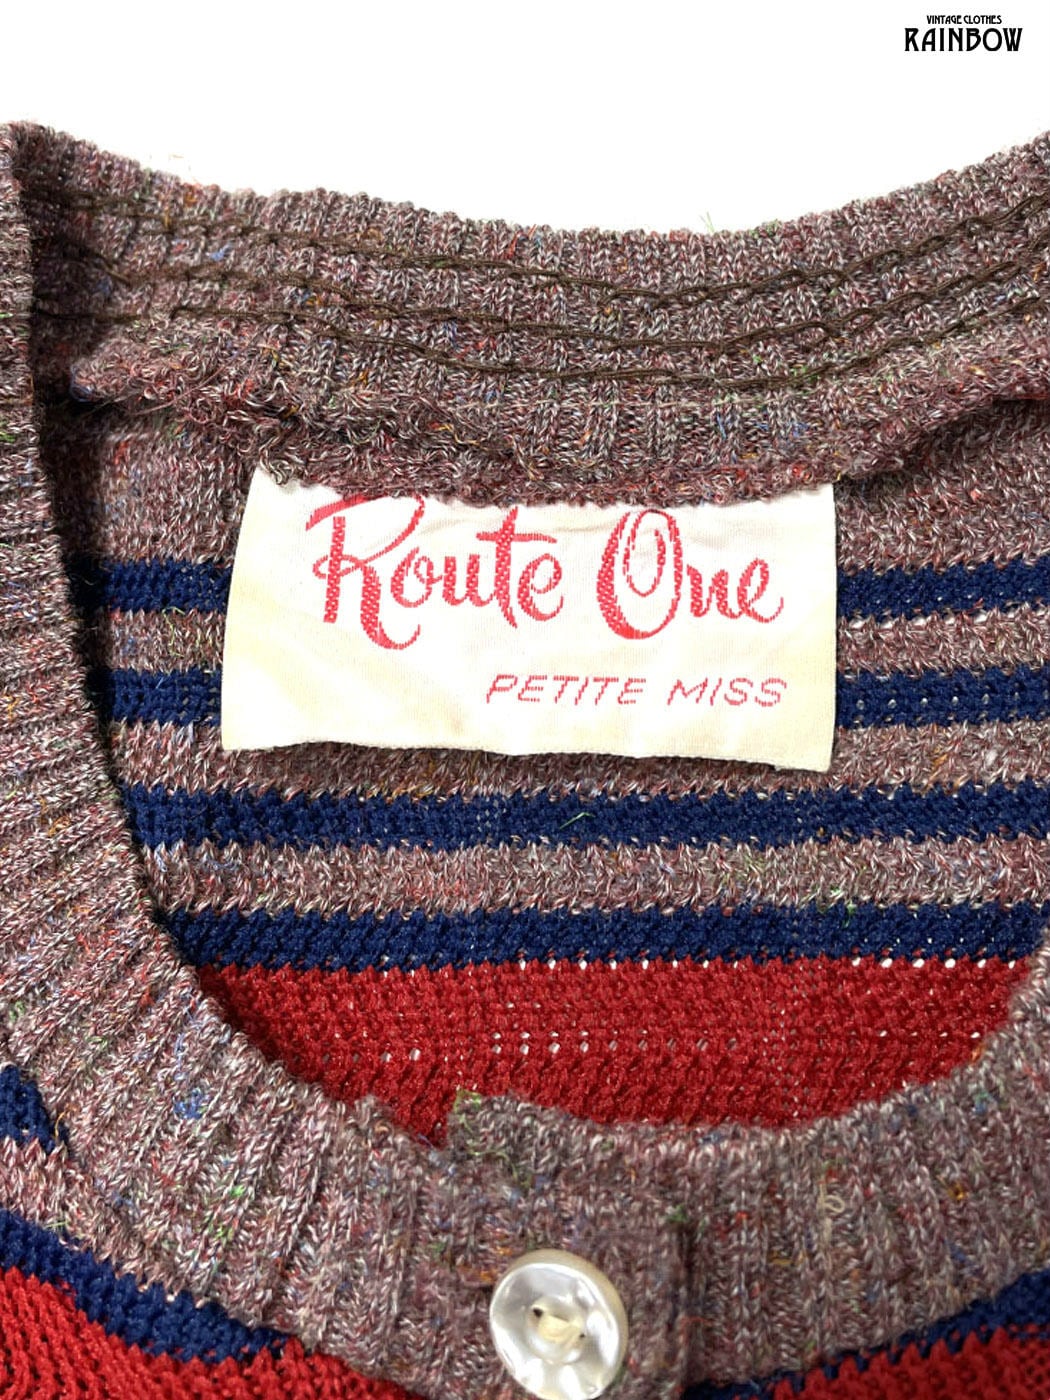 VINTAGE CLOTHES
RAINBOW
Route One
PETITE MISS